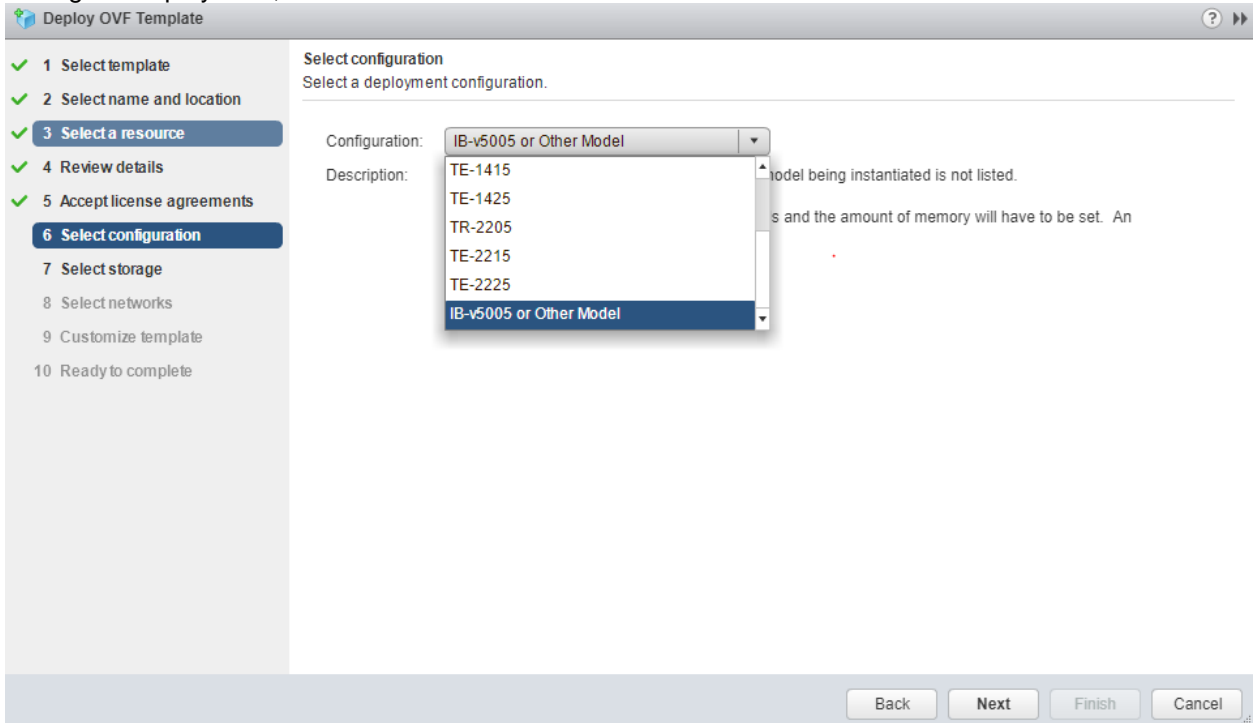 Deploy OVF Template
1 Select template
2 Select name and location
3 Select a resource
4 Review details
5 Accept license agreements
6 Select configuration
7 Select storage
8 Select networks
9 Customize template
10 Ready to complete
Select configuration
Select a deployment configuration.
Configuration: IB-v5005 or Other Model
Description:
TE-1415
TE-1425
TR-2205
TE-2215
TE-2225
IB-v5005 or Other Model
being instantiated is not listed.
and the amount of memory will have to be set. An
Back Next Finish Cancel